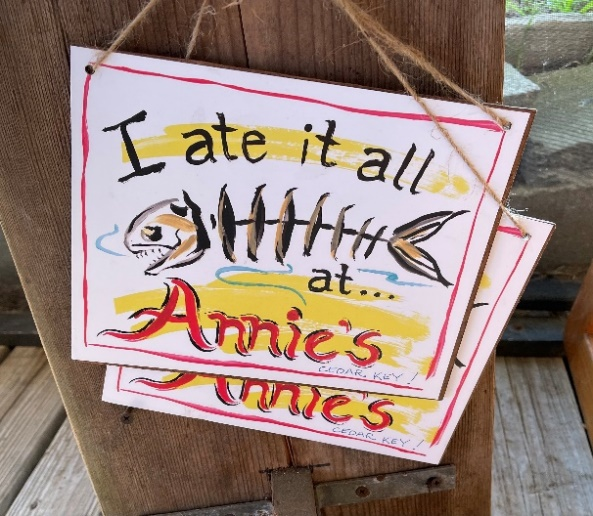 I ate it all
at...
Annie's
CEDAR KEY!
Annie's
CEDAR KEY!